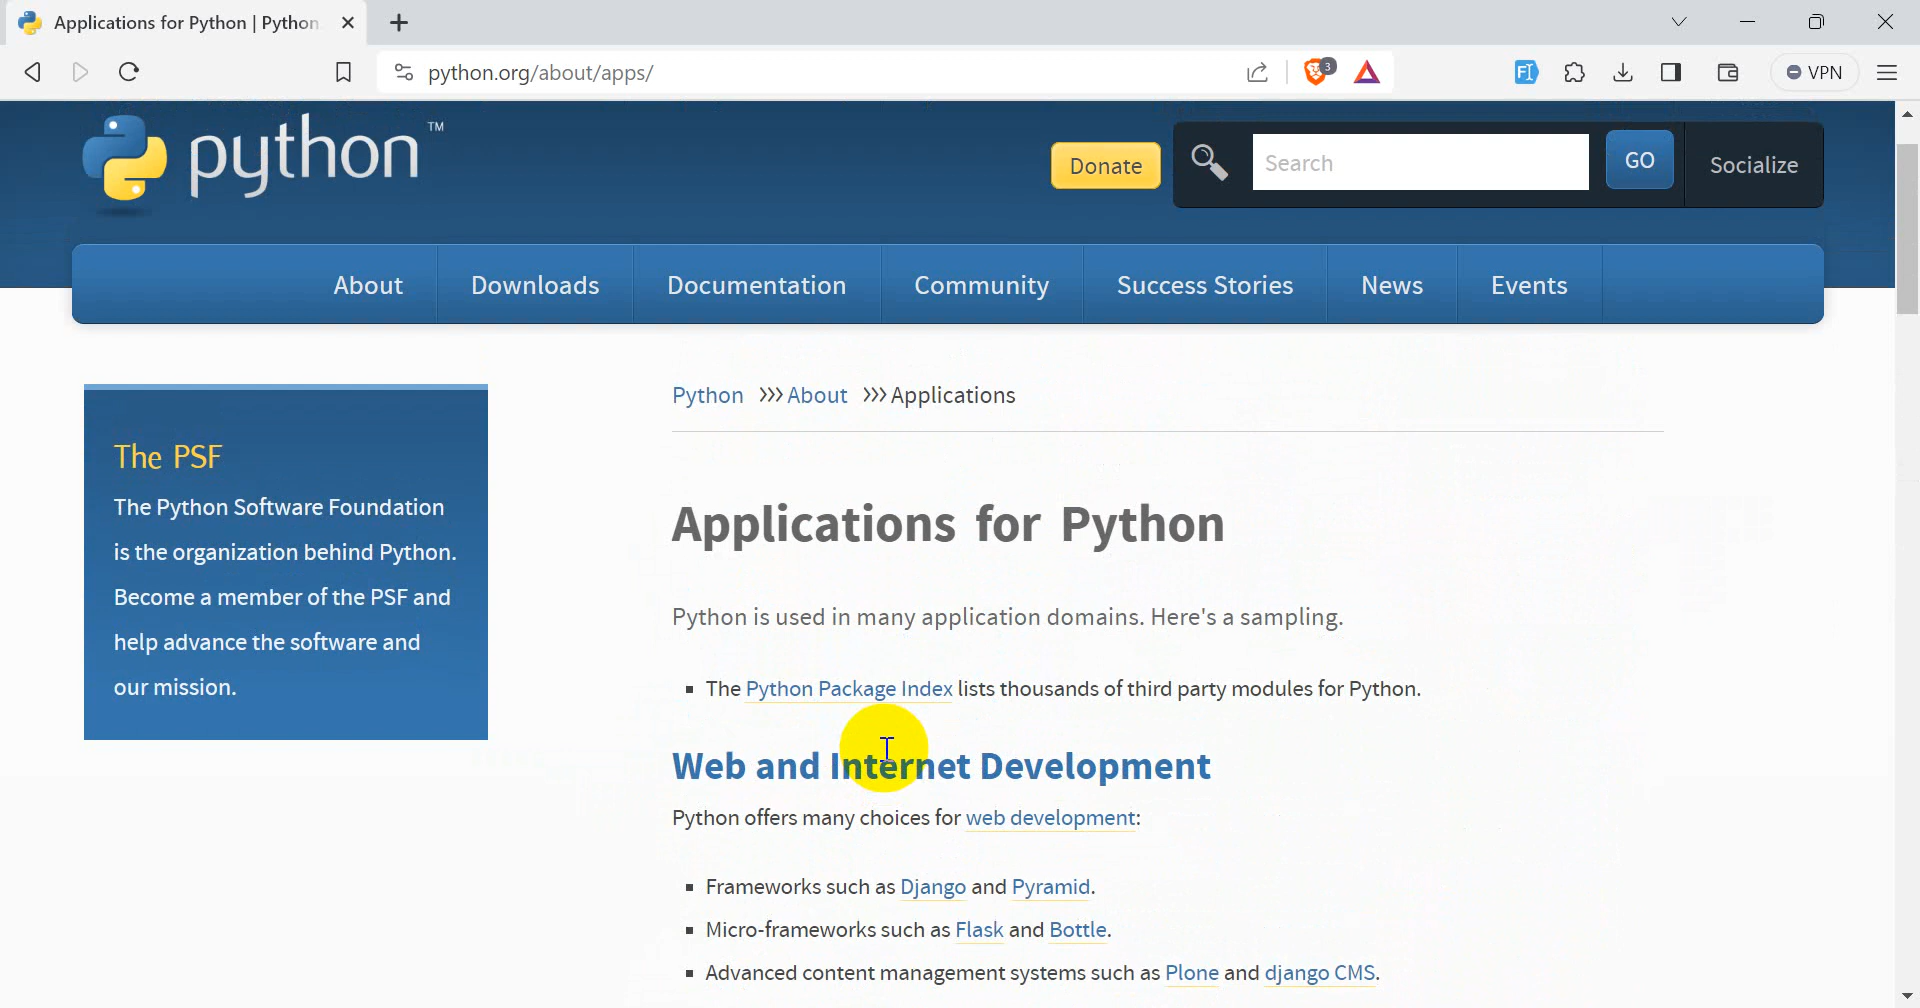 Applications for Python | Python
python.org/about/apps/
3
FI
VPN
python™
Donate
Search
GO
Socialize
About
Downloads
Documentation
Community
Success Stories
News
Events
The PSF
The Python Software Foundation
is the organization behind Python.
Become a member of the PSF and
help advance the software and
our mission.
Python >>> About >>> Applications
Applications for Python
Python is used in many application domains. Here's a sampling.
The Python Package Index lists thousands of third party modules for Python.
Web and Internet Development
Python offers many choices for web development:
Frameworks such as Django and Pyramid.
Micro-frameworks such as Flask and Bottle.
Advanced content management systems such as Plone and django CMS.